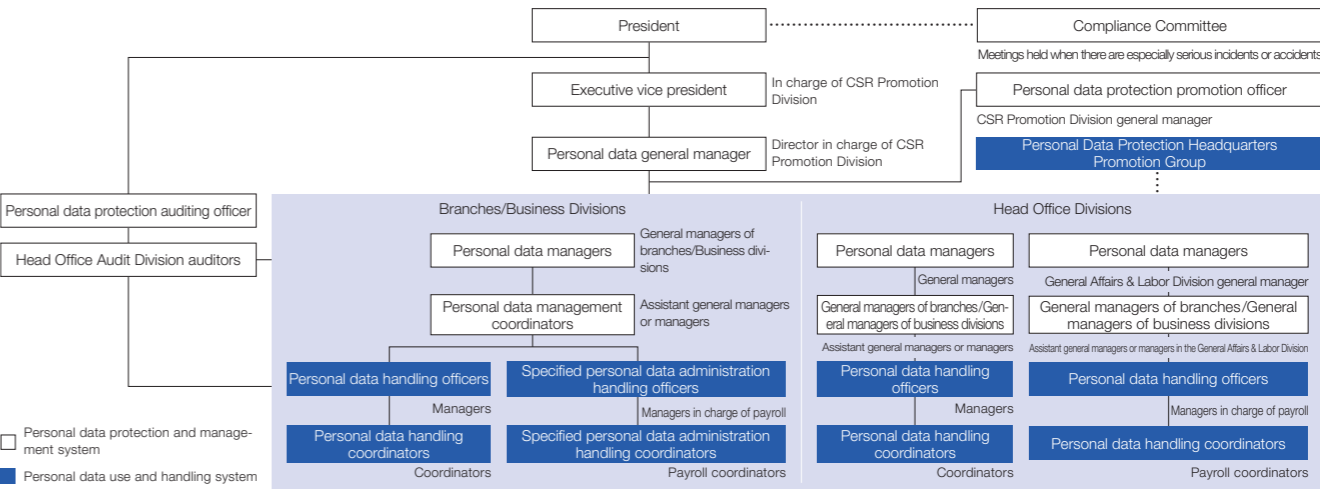 President
Compliance Committee
Meetings held when there are especially serious incidents or accidents
Executive vice president
In charge of CSR Promotion
Division
Personal data protection promotion officer
CSR Promotion Division general manager
Personal data general manager
Director in charge of CSR
Promotion Division
Personal Data Protection Headquarters
Promotion Group
Personal data protection auditing officer
Head Office Audit Division auditors
Branches/Business Divisions
Personal data managers
General managers of
branches/Business divi-
sions
Personal data management
coordinators
Assistant general managers
or managers
Personal data handling officers
Managers
Personal data handling
coordinators
Coordinators
Specified personal data administration
handling officers
Managers in charge of payroll
Specified personal data administration
handling coordinators
Payroll coordinators
Head Office Divisions
Personal data managers
General managers
General managers of branches/Gen-
eral managers of business divisions
Assistant general managers or managers
Personal data handling
officers
Managers
Personal data handling
coordinators
Coordinators
Personal data managers
General Affairs & Labor Division general manager
General managers of branches/General
managers of business divisions
Assistant general managers or managers in the General Affairs & Labor Division
Personal data handling officers
Managers in charge of payroll
Personal data handling coordinators
Payroll coordinators
Personal data protection and manage-
ment system
Personal data use and handling system